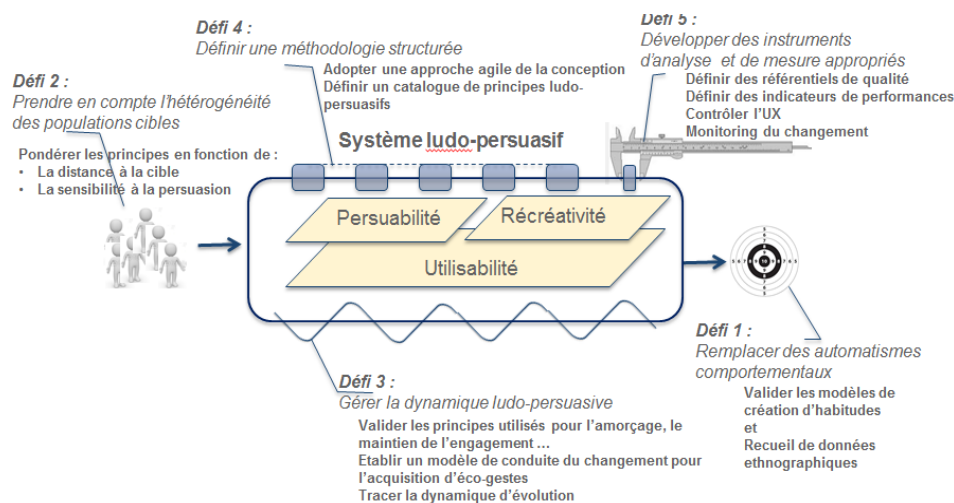 Défi 4 :
Définir une méthodologie structurée
Adopter une approche agile de la conception
Définir un catalogue de principes ludo-
persuasifs
Défi 5 :
Développer des instruments
d'analyse et de mesure appropriés
Définir des référentiels de qualité
Définir des indicateurs de performances
Contrôler l'UX
Monitoring du changement
Défi 2 :
Prendre en compte l'hétérogénéité
des populations cibles
Pondérer les principes en fonction de :
• La distance à la cible
• La sensibilité à la persuasion
Système ludo-persuasif
Persuabilité
Récréativité
Utilisabilité
Défi 1 :
Remplacer des automatismes
comportementaux
Valider les modèles de
création d'habitudes
et
Recueil de données
ethnographiques
Défi 3 :
Gérer la dynamique ludo-persuasive
Valider les principes utilisés pour l'amorçage, le
maintien de l'engagement ...
Etablir un modèle de conduite du changement pour
l'acquisition d'éco-gestes
Tracer la dynamique d'évolution